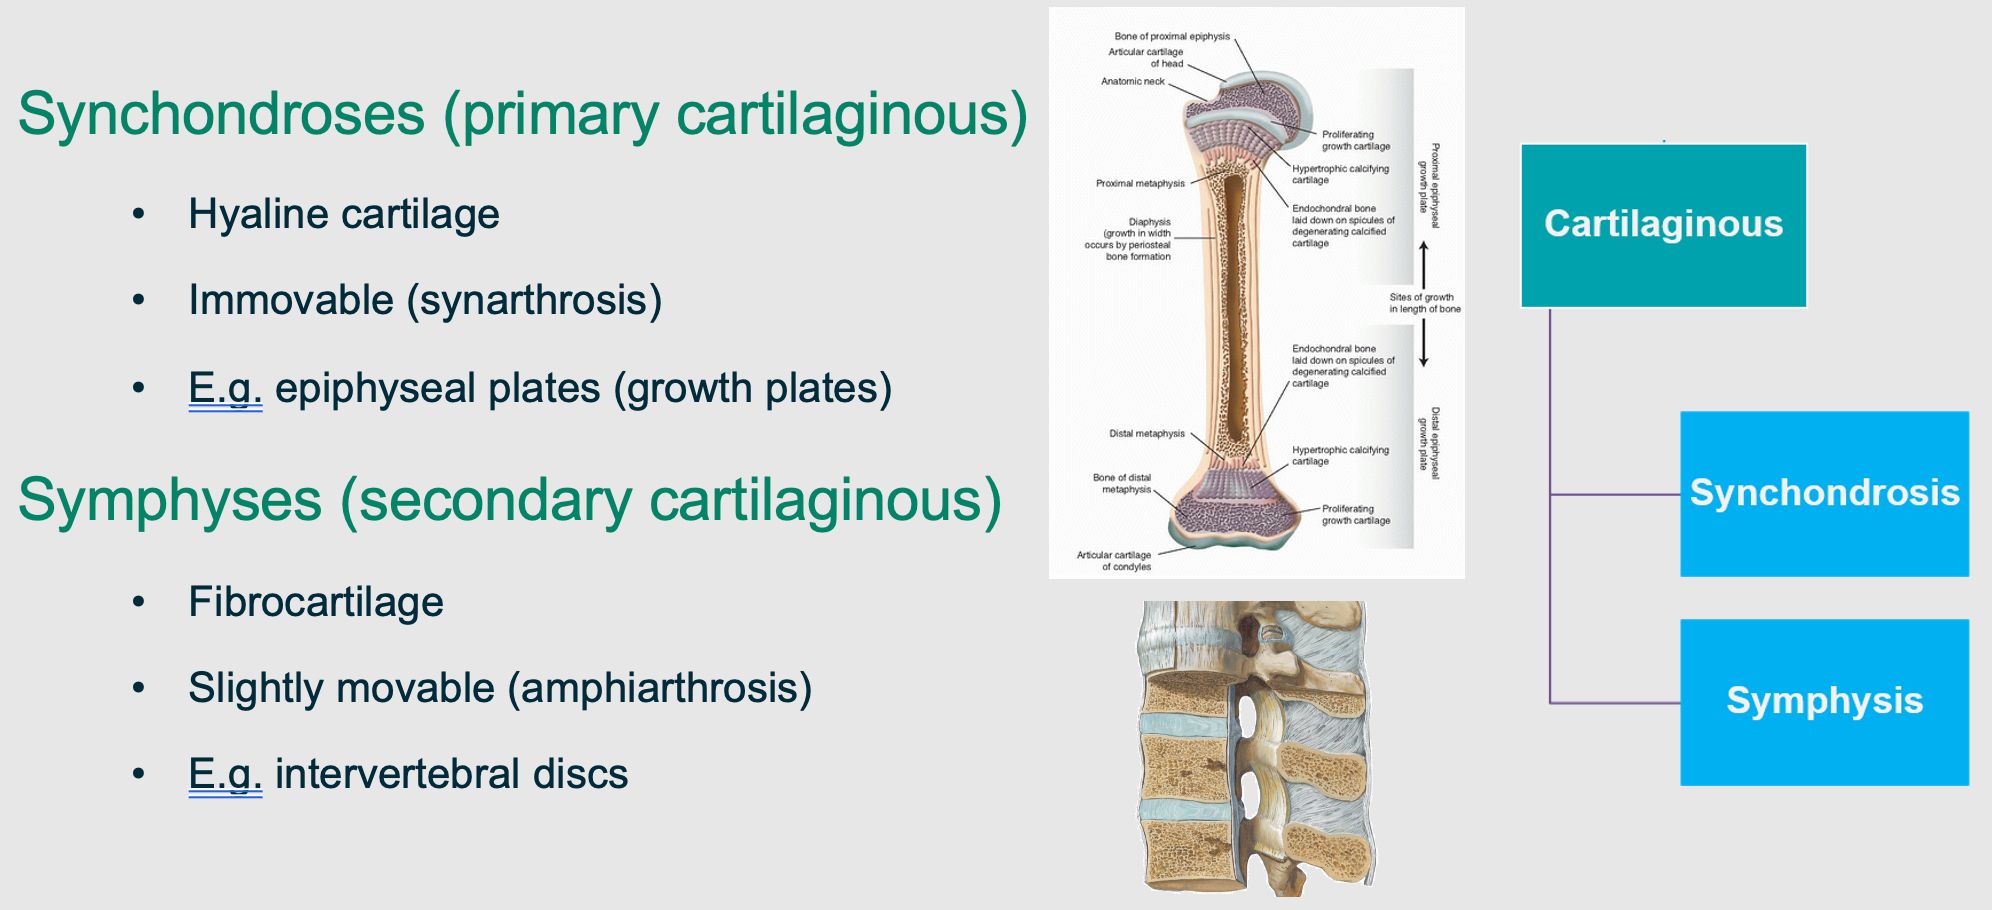 Synchondroses (primary cartilaginous)
• Hyaline cartilage
• Immovable (synarthrosis)
• E.g. epiphyseal plates (growth plates)
Symphyses (secondary cartilaginous)
• Fibrocartilage
• Slightly movable (amphiarthrosis)
• E.g. intervertebral discs
Bone of proximal epiphysis
Articular cartilage
of head
Anatomic neck
Proximal metaphysis
Diaphysis
(growth in width
occurs by periosteal
bone formation
Distal metaphysis
Bone of distal
metaphysis
Articular cartilage
of condyles
Proliferating
growth cartilage
Hypertrophic calcifying
cartilage
Endochondral bone
laid down on spicules of
degenerating calcified
cartilage
Endochondral bone
laid down on spicules of
degenerating calcified
cartilage
Hypertrophic calcifying
cartilage
Proliferating
growth cartilage
Proximal epiphyseal
growth plate
Sites of growth
in length of bone
Distal epiphyseal
growth plate
Cartilaginous
Synchondrosis
Symphysis